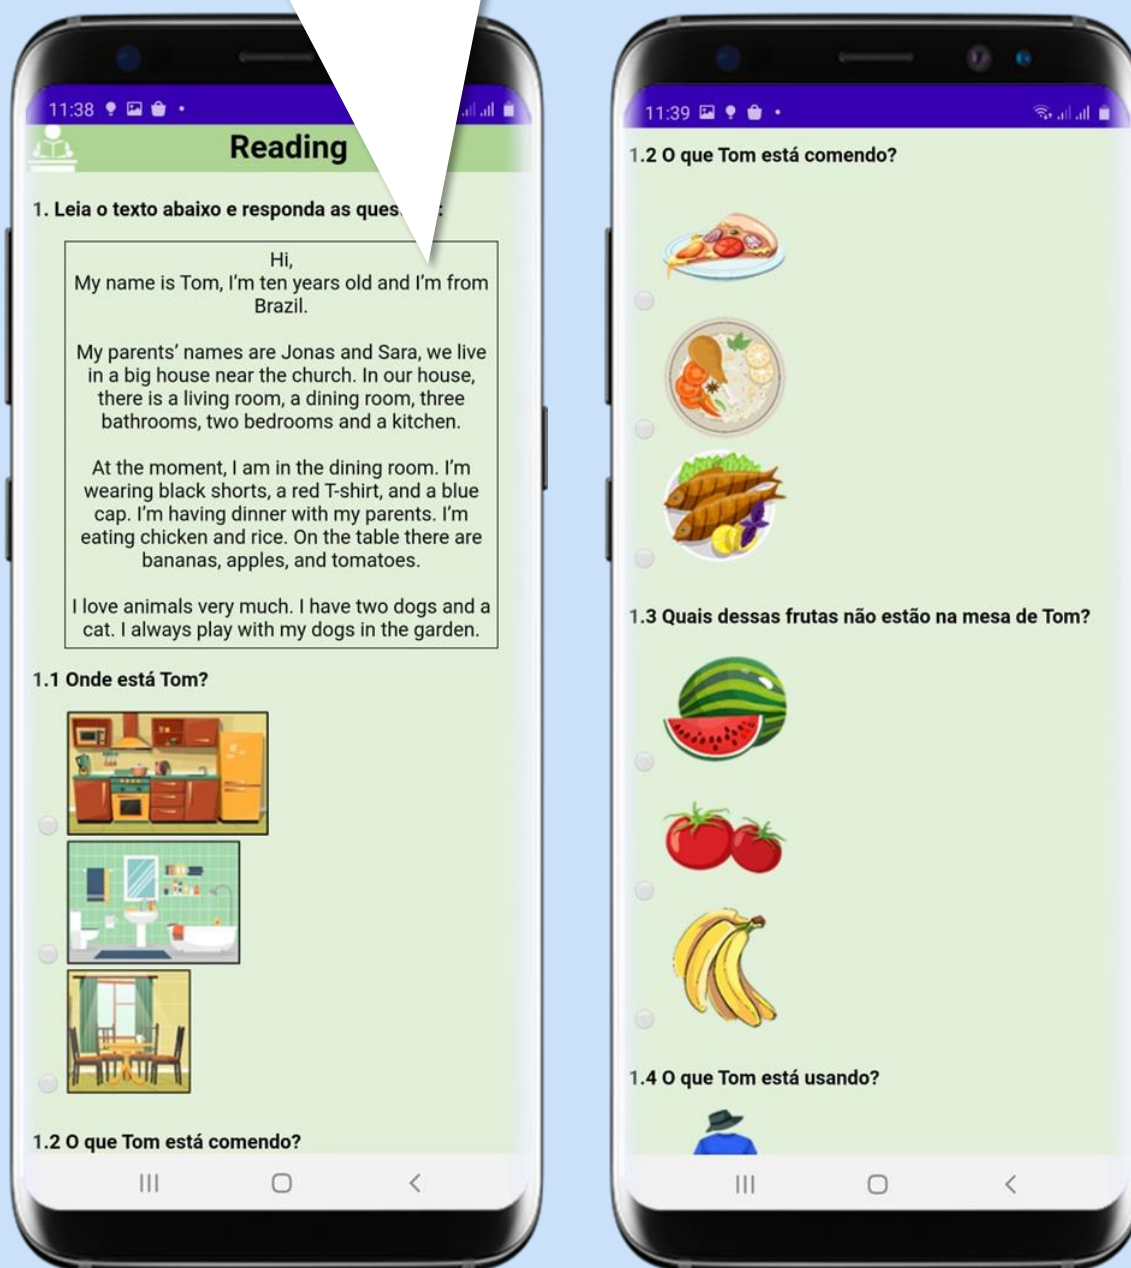 11:38
Reading
1. Leia o texto abaixo e responda as
Hi,
My name is Tom, I'm ten years old and I'm from
Brazil.
My parents' names are Jonas and Sara, we live
in a big house near the church. In our house,
there is a living room, a dining room, three
bathrooms, two bedrooms and a kitchen.
At the moment, I am in the dining room. I'm
wearing black shorts, a red T-shirt, and a blue
cap. I'm having dinner with my parents. I'm
eating chicken and rice. On the table there are
bananas, apples, and tomatoes.
I love animals very much. I have two dogs and a
cat. I always play with my dogs in the garden.
1.1 Onde está Tom?
1.2 O que Tom está comendo?
11:39
1.2 O que Tom está comendo?
1.3 Quais dessas frutas não estão na mesa de Tom?
1.4 O que Tom está usando?